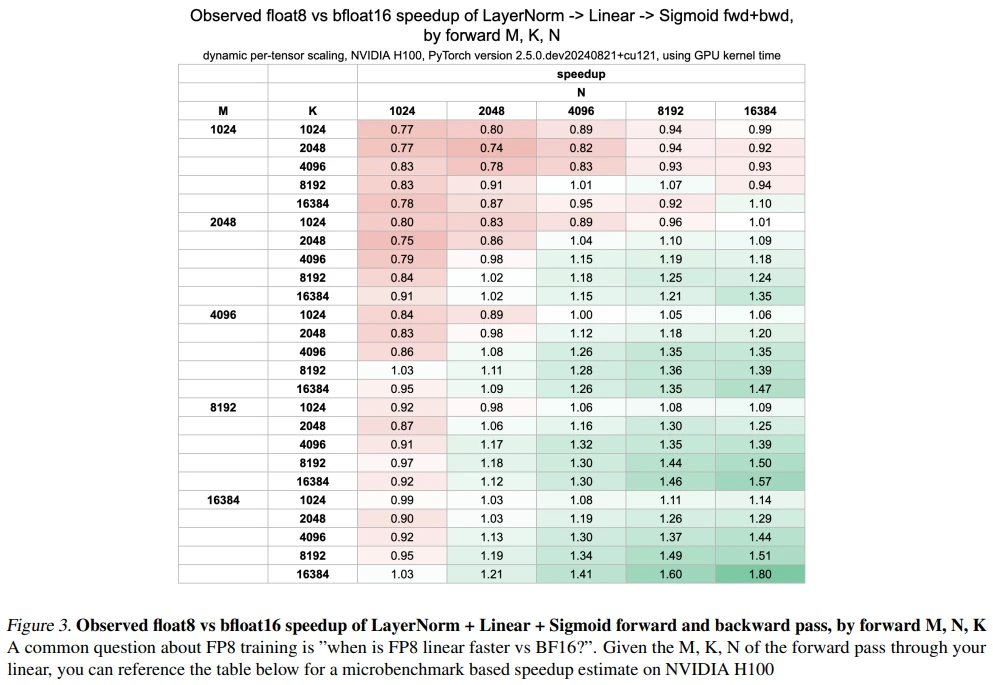 Observed float8 vs bfloat16 speedup of LayerNorm -> Linear -> Sigmoid fwd+bwd,
by forward M, K, N
dynamic per-tensor scaling, NVIDIA H100, PyTorch version 2.5.0.dev20240821+cu121, using GPU kernel time
speedup
N
M K 1024 2048 4096 8192 16384
1024 1024 0.77 0.80 0.89 0.94 0.99
2048 0.77 0.74 0.82 0.94 0.92
4096 0.83 0.78 0.83 0.93 0.93
8192 0.83 0.91 1.01 1.07 0.94
16384 0.78 0.87 0.95 0.92 1.10
2048 1024 0.80 0.83 0.89 0.96 1.01
2048 0.75 0.86 1.04 1.10 1.09
4096 0.79 0.98 1.15 1.19 1.18
8192 0.84 1.02 1.18 1.25 1.24
16384 0.91 1.02 1.15 1.21 1.35
4096 1024 0.84 0.89 1.00 1.05 1.06
2048 0.83 0.98 1.12 1.18 1.20
4096 0.86 1.08 1.26 1.35 1.35
8192 1.03 1.11 1.28 1.36 1.39
16384 0.95 1.09 1.26 1.35 1.47
8192 1024 0.92 0.98 1.06 1.08 1.09
2048 0.87 1.06 1.16 1.30 1.25
4096 0.91 1.17 1.32 1.35 1.39
8192 0.97 1.18 1.30 1.44 1.50
16384 0.92 1.12 1.30 1.46 1.57
16384 1024 0.99 1.03 1.08 1.11 1.14
2048 0.90 1.03 1.19 1.26 1.29
4096 0.92 1.13 1.30 1.37 1.44
8192 0.95 1.19 1.34 1.49 1.51
16384 1.03 1.21 1.41 1.60 1.80
Figure 3. Observed float8 vs bfloat16 speedup of LayerNorm + Linear + Sigmoid forward and backward pass, by forward M, N, K
A common question about FP8 training is ”when is FP8 linear faster vs BF16?”. Given the M, K, N of the forward pass through your
linear, you can reference the table below for a microbenchmark based speedup estimate on NVIDIA H100